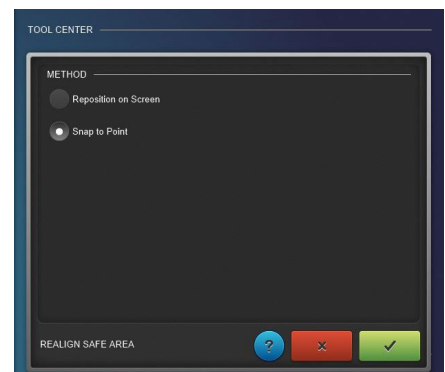 TOOL CENTER
METHOD
Reposition on Screen
Snap to Point
REALIGN SAFE AREA
?